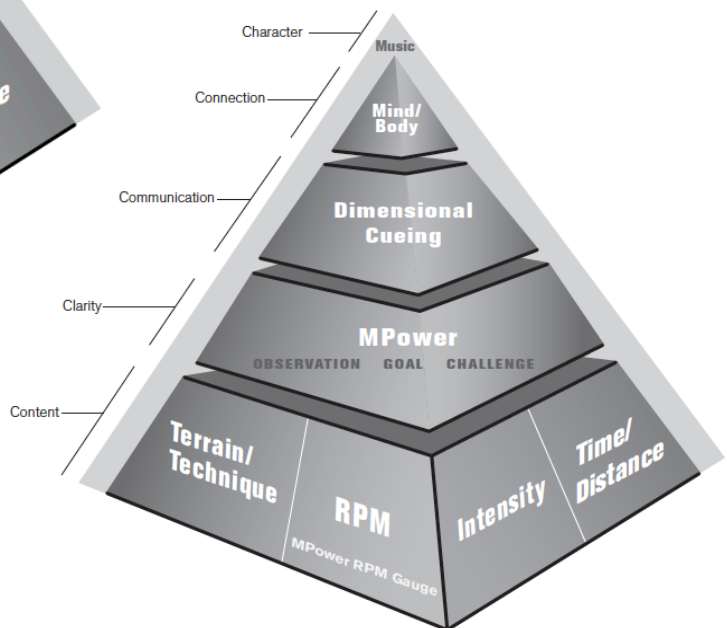 Character
Music
Connection
Mind/
Body
Communication
Dimensional
Cueing
Clarity
MPower
OBSERVATION GOAL CHALLENGE
Content
Terrain/
Technique
RPM
MPower RPM Gauge
Intensity
Time/
Distance